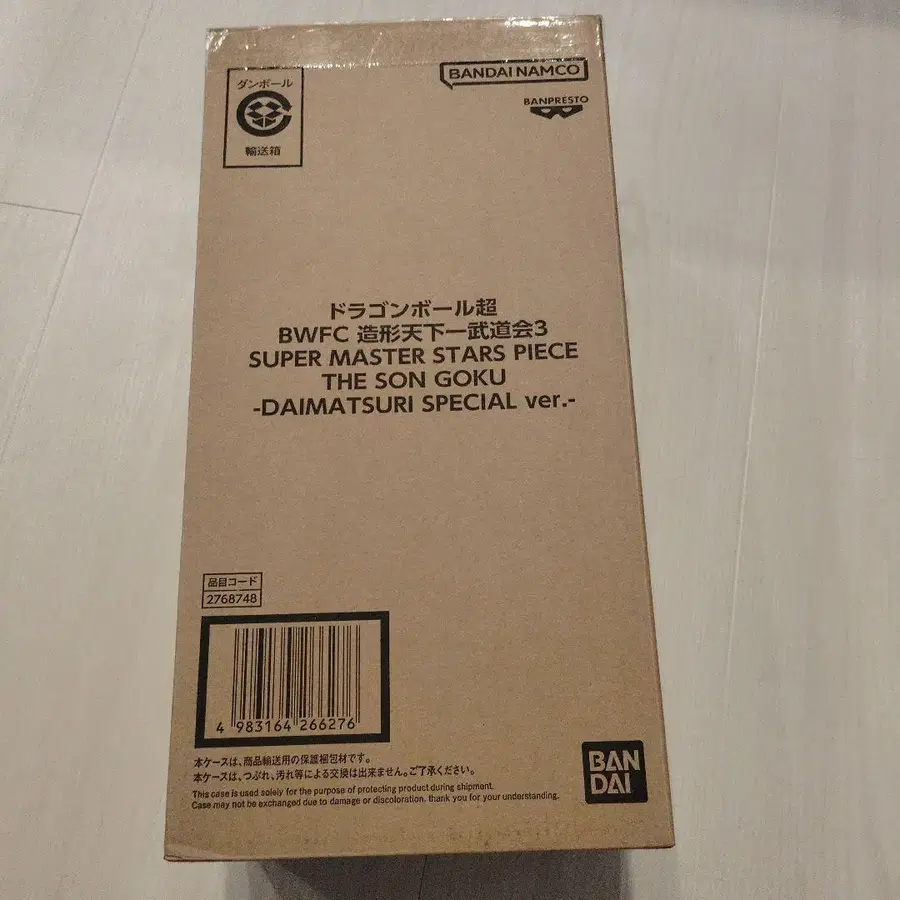 ダンボール
輸送箱
BANDAI NAMCO
BANPRESTO
ドラゴンボール超
BWFC 造形天下一武道会3
SUPER MASTER STARS PIECE
THE SON GOKU
-DAIMATSURI SPECIAL ver.-
品目コード
2768748
4 983164 266276
本ケースは、商品輸送用の保護梱包材です。
本ケースは、つぶれ、汚れ等による交換は出来ません。ご了承ください。
This case is used solely for the purpose of protecting product during shipment.
Case may not be exchanged due to damage or discoloration. thank you for your understanding.
BAN
DAI